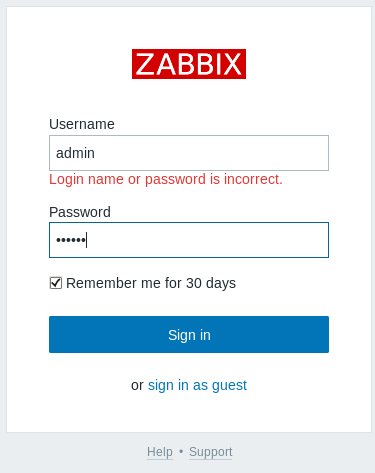 ZABBIX
Username
admin
Login name or password is incorrect.
Password
••••••
Remember me for 30 days
Sign in
or sign in as guest
Help • Support